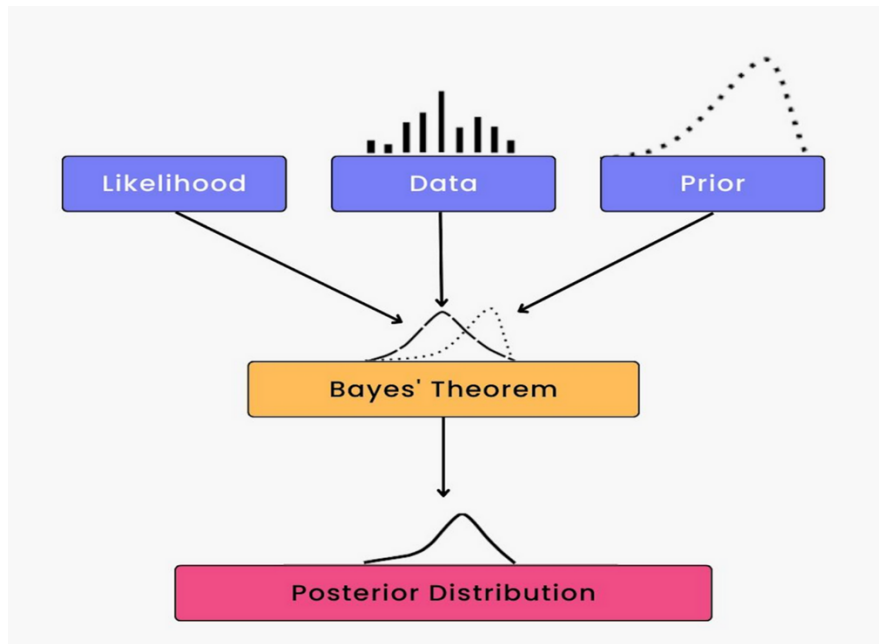 Likelihood
Data
Prior
Bayes' Theorem
Posterior Distribution